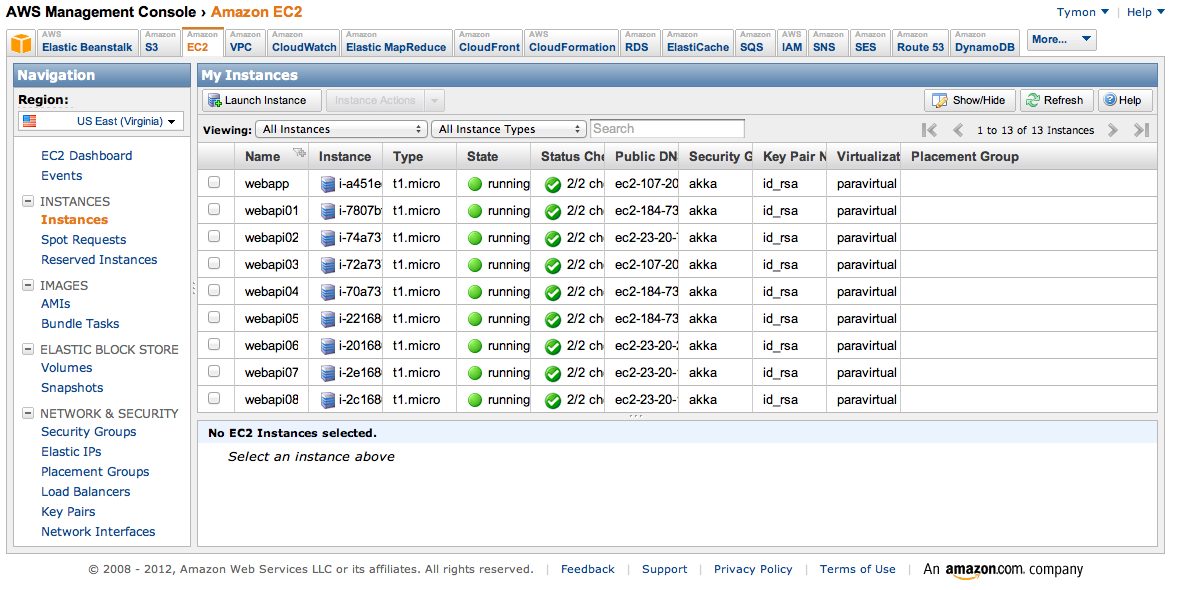 AWS Management Console › Amazon EC2
Tymon | Help
AWS Elastic Beanstalk
Amazon S3
Amazon EC2
Amazon VPC
Amazon CloudWatch
Amazon Elastic MapReduce
Amazon CloudFront
AWS CloudFormation
Amazon RDS
Amazon ElastiCache
Amazon SQS
AWS IAM
Amazon SNS
Amazon SES
Amazon Route 53
Amazon DynamoDB
More...
Navigation
Region:
US East (Virginia)
EC2 Dashboard
Events
INSTANCES
Instances
Spot Requests
Reserved Instances
IMAGES
AMIs
Bundle Tasks
ELASTIC BLOCK STORE
Volumes
Snapshots
NETWORK & SECURITY
Security Groups
Elastic IPs
Placement Groups
Load Balancers
Key Pairs
Network Interfaces
My Instances
Launch Instance Instance Actions Show/Hide Refresh Help
Viewing: All Instances All Instance Types Search 1 to 13 of 13 Instances
Name Instance Type State Status Che Public DN Security G Key Pair N Virtualizat Placement Group
webapp i-a451e t1.micro running 2/2 che ec2-107-20 akka id_rsa paravirtual
webapi01 i-7807b t1.micro running 2/2 che ec2-184-73 akka id_rsa paravirtual
webapi02 i-74a73 t1.micro running 2/2 che ec2-23-20- akka id_rsa paravirtual
webapi03 i-72a73 t1.micro running 2/2 che ec2-107-20 akka id_rsa paravirtual
webapi04 i-70a73 t1.micro running 2/2 che ec2-184-73 akka id_rsa paravirtual
webapi05 i-22168 t1.micro running 2/2 che ec2-184-73 akka id_rsa paravirtual
webapi06 i-20168 t1.micro running 2/2 che ec2-23-20-2 akka id_rsa paravirtual
webapi07 i-2e168 t1.micro running 2/2 che ec2-23-20- akka id_rsa paravirtual
webapi08 i-2c168 t1.micro running 2/2 che ec2-23-20- akka id_rsa paravirtual
No EC2 Instances selected.
Select an instance above
© 2008 - 2012, Amazon Web Services LLC or its affiliates. All rights reserved. | Feedback | Support | Privacy Policy | Terms of Use | An amazon.com. company